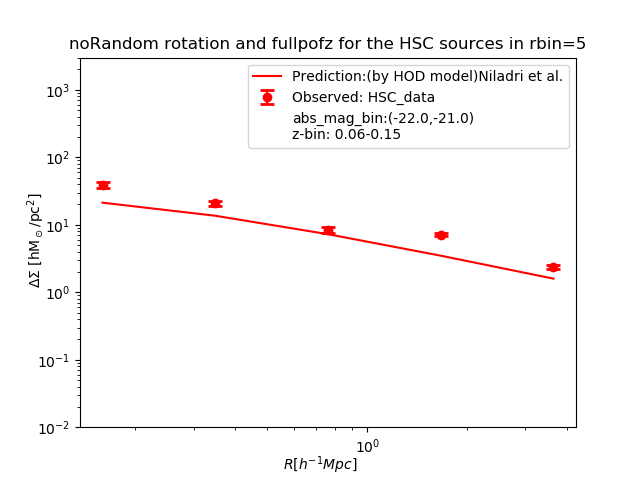 noRandom rotation and fullpofz for the HSC sources in rbin=5
Prediction:(by HOD model)Niladri et al.
Observed: HSC_data
abs_mag_bin:(-22.0,-21.0)
z-bin: 0.06-0.15
10³
10²
10¹
10⁰
10⁻¹
10⁻²
ΔΣ [hM⊙/pc²]
10⁰
R[h⁻¹Mpc]